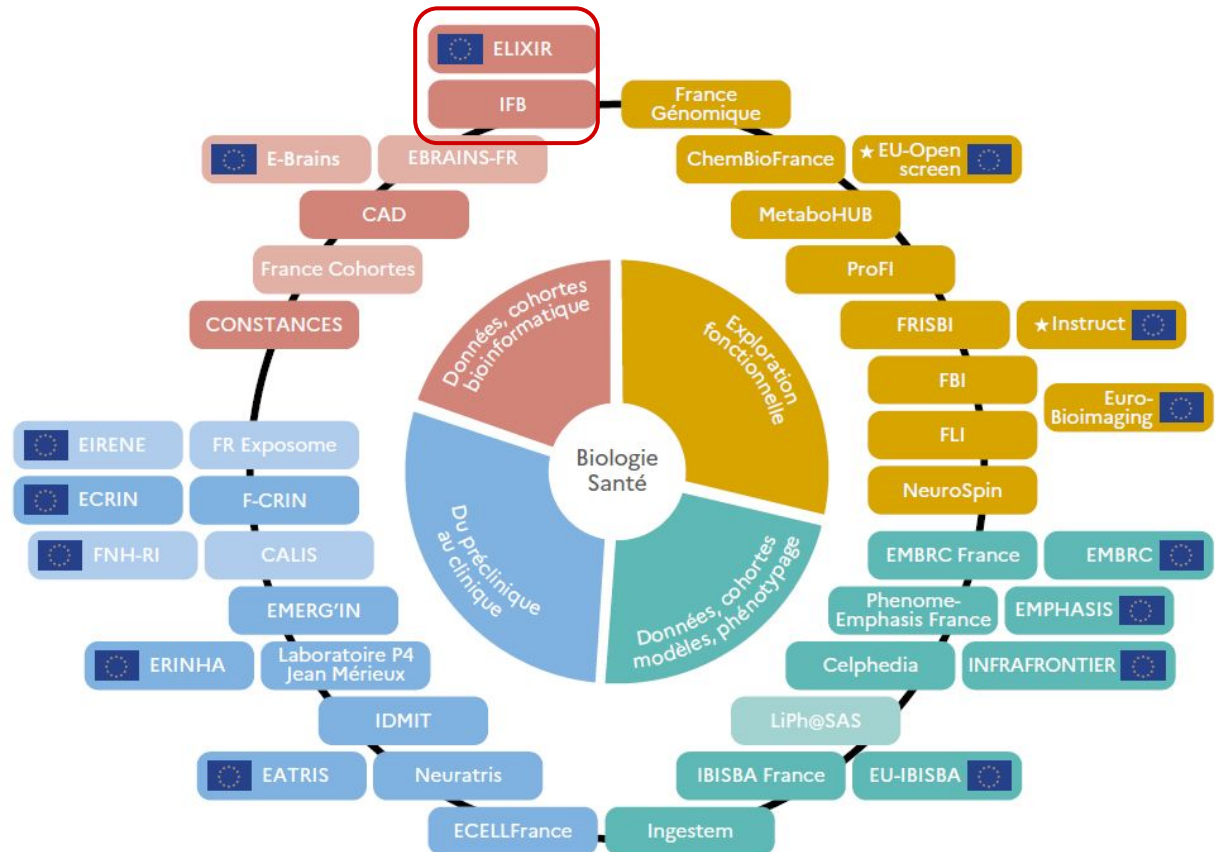 ELIXIR
IFB
France
Génomique
E-Brains
EBRAINS-FR
ChemBioFrance
★ EU-Open
screen
CAD
MetaboHUB
France Cohortes
ProFI
CONSTANCES
FRISBI
★ Instruct
FBI
Euro-
Bioimaging
FLI
NeuroSpin
EIRENE
FR Exposome
ECRIN
F-CRIN
FNH-RI
CALIS
EMBRC France
EMBRC
EMERG'IN
Phenome-
Emphasis France
EMPHASIS
ERINHA
Laboratoire P4
Jean Mérieux
Celphedia
INFRAFRONTIER
IDMIT
LiPh@SAS
EATRIS
Neuratris
IBISBA France
EU-IBISBA
ECELLFrance
Ingestem
Données, cohortes
bioinformatique
Exploration
fonctionnelle
Biologie
Santé
Du préclinique
au clinique
Données, cohortes
modèles, phénotypage